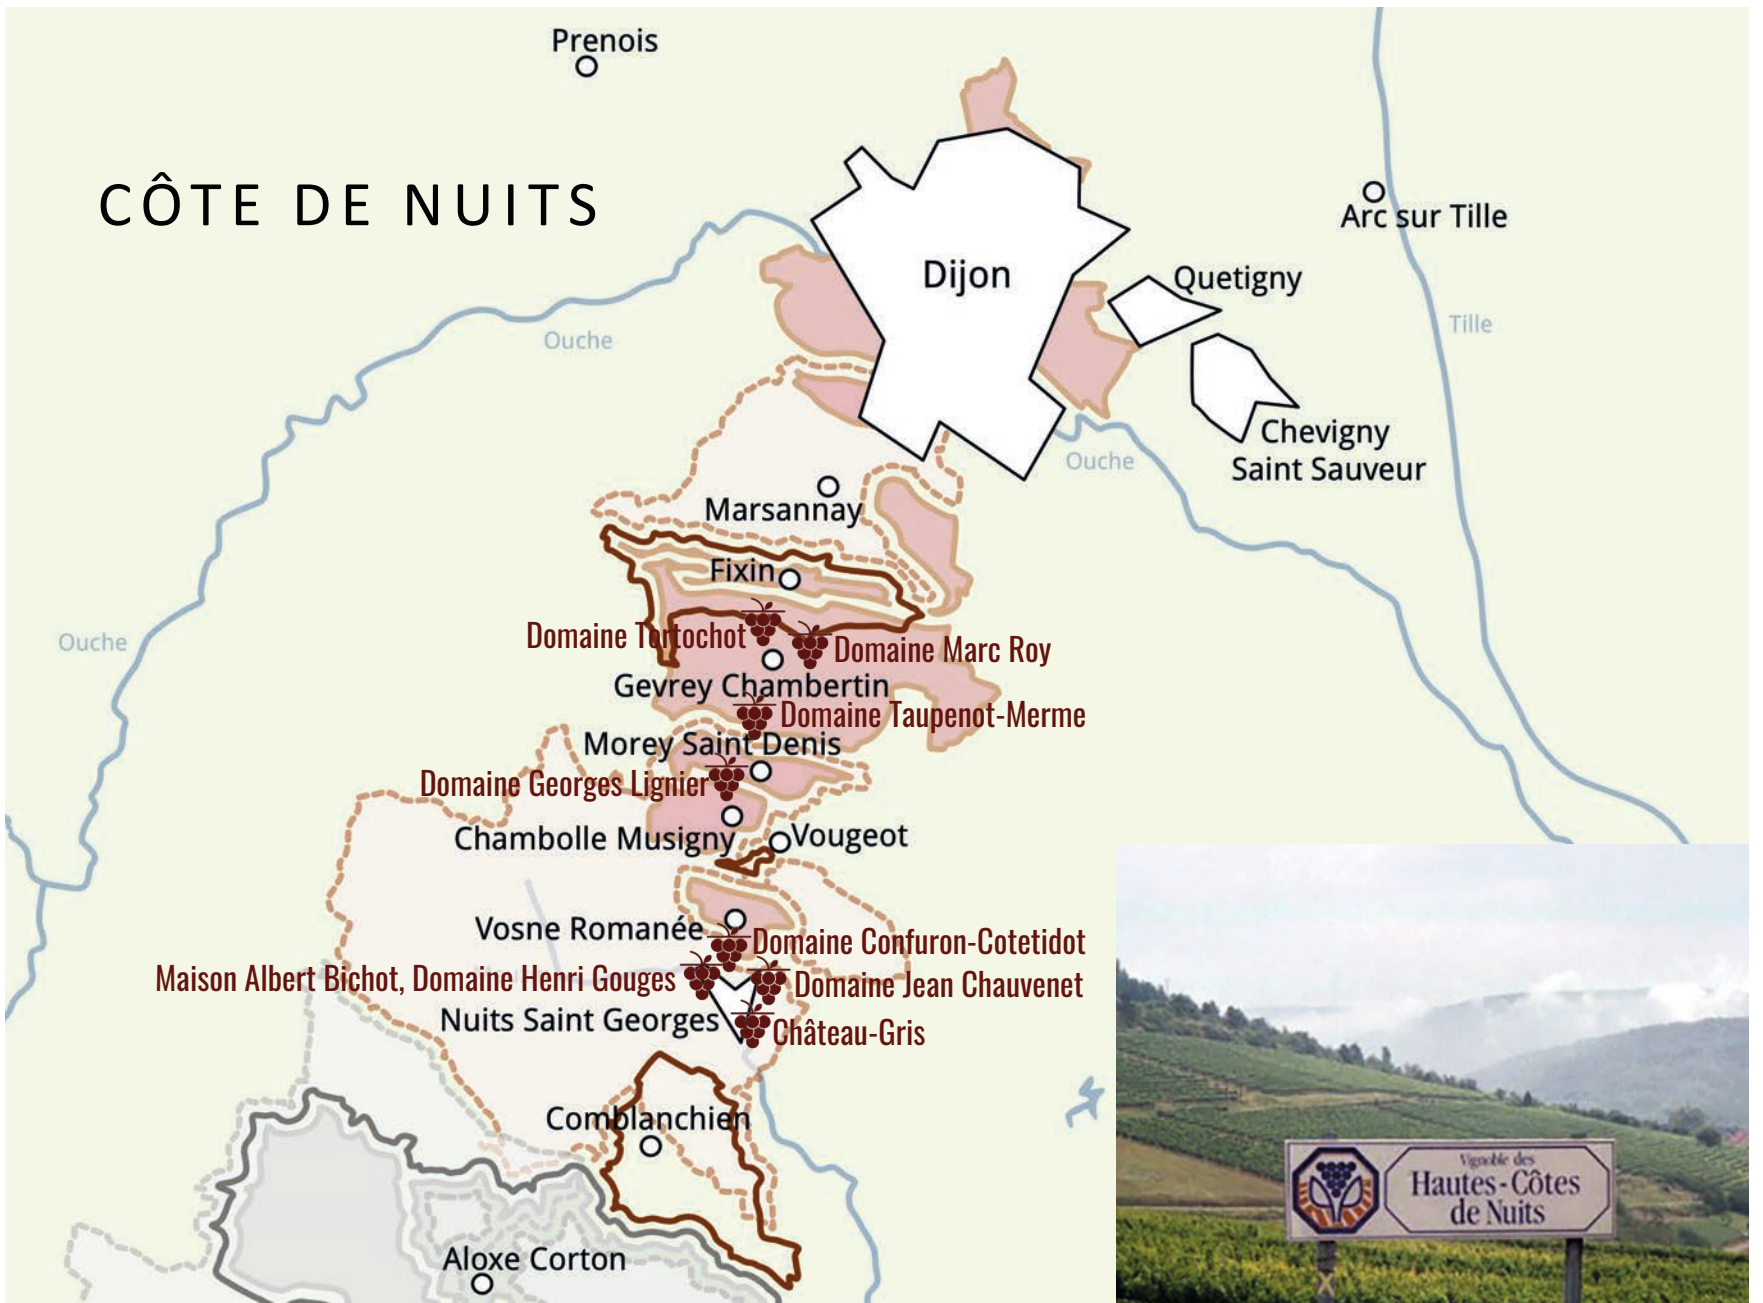 Prenois
CÔTE DE NUITS
Arc sur Tille
Dijon
Quetigny
Ouche
Tille
Chevigny
Saint Sauveur
Ouche
Marsannay
Fixin
Ouche
Domaine Tortochot
Domaine Marc Roy
Gevrey Chambertin
Domaine Taupenot-Merme
Morey Saint Denis
Domaine Georges Lignier
Chambolle Musigny
Vougeot
Vosne Romanée
Domaine Confuron-Cotetidot
Maison Albert Bichot, Domaine Henri Gouges
Domaine Jean Chauvenet
Nuits Saint Georges
Château-Gris
Comblanchien
Aloxe Corton
Vignoble des
Hautes-Côtes
de Nuits